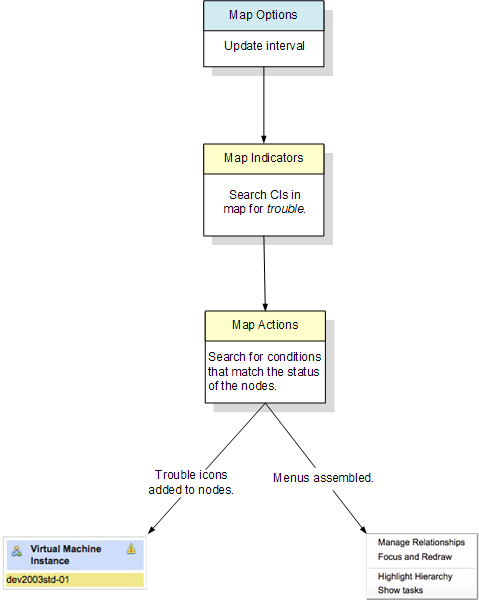 Map Options
Update interval
Map Indicators
Search CIs in
map for trouble.
Map Actions
Search for conditions
that match the status
of the nodes.
Trouble icons
added to nodes.
Menus assembled.
Virtual Machine
Instance
dev2003std-01
Manage Relationships
Focus and Redraw
Highlight Hierarchy
Show tasks